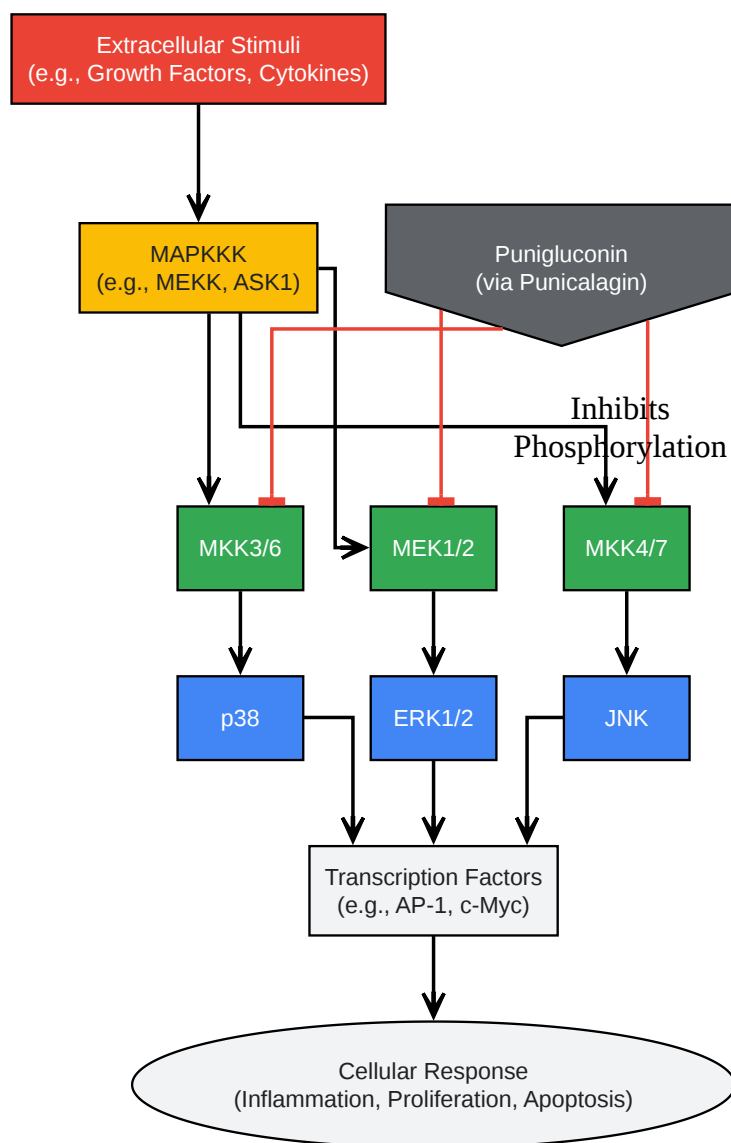 Extracellular Stimuli
(e.g., Growth Factors, Cytokines)
MAPKKK
(e.g., MEKK, ASK1)
Punigluconin
(via Punicalagin)
Inhibits
Phosphorylation
MKK3/6
MEK1/2
MKK4/7
p38
ERK1/2
JNK
Transcription Factors
(e.g., AP-1, c-Myc)
Cellular Response
(Inflammation, Proliferation, Apoptosis)